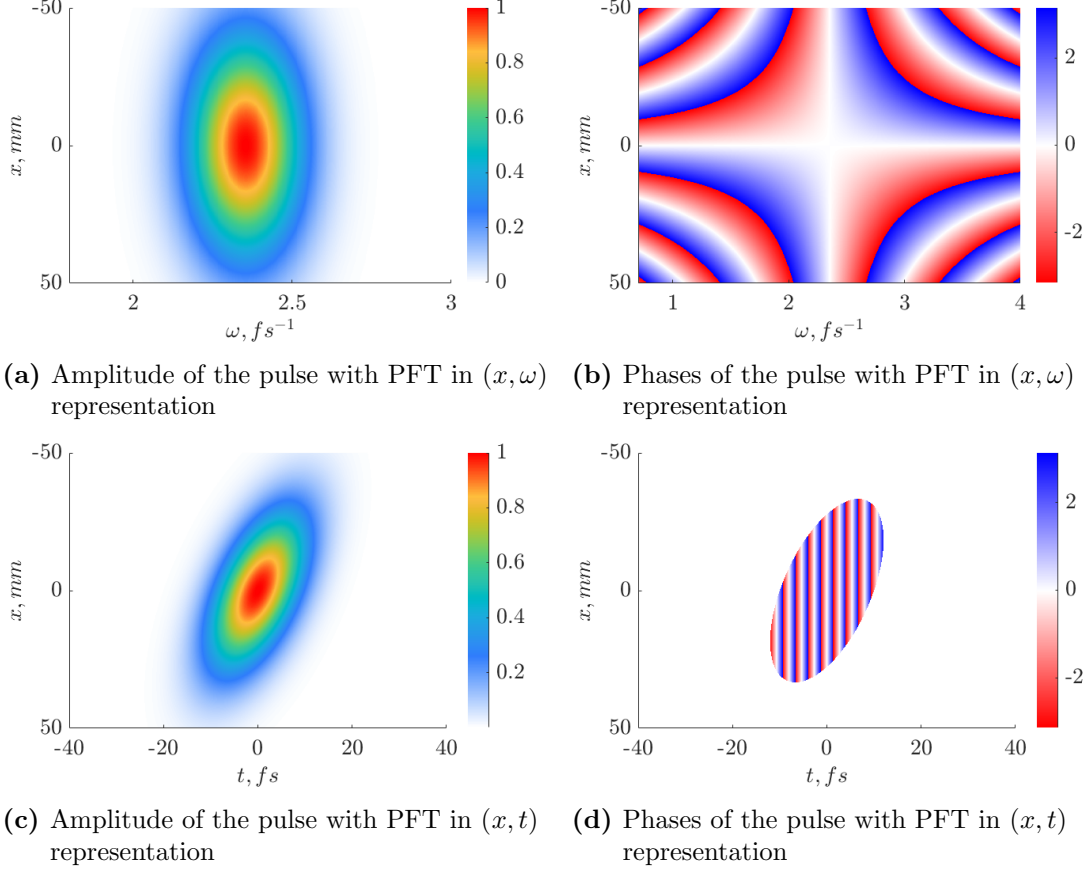 -50
0
50
x, mm
2
2.5
3
ω, fs⁻¹
1
0.8
0.6
0.4
0.2
0
-50
0
50
x, mm
1
2
3
4
ω, fs⁻¹
2
0
-2
(a) Amplitude of the pulse with PFT in (x, ω)
representation
(b) Phases of the pulse with PFT in (x, ω)
representation
-50
0
50
x, mm
-40
-20
0
20
40
t, fs
1
0.8
0.6
0.4
0.2
-50
0
50
x, mm
-40
-20
0
20
40
t, fs
2
0
-2
(c) Amplitude of the pulse with PFT in (x, t)
representation
(d) Phases of the pulse with PFT in (x, t)
representation